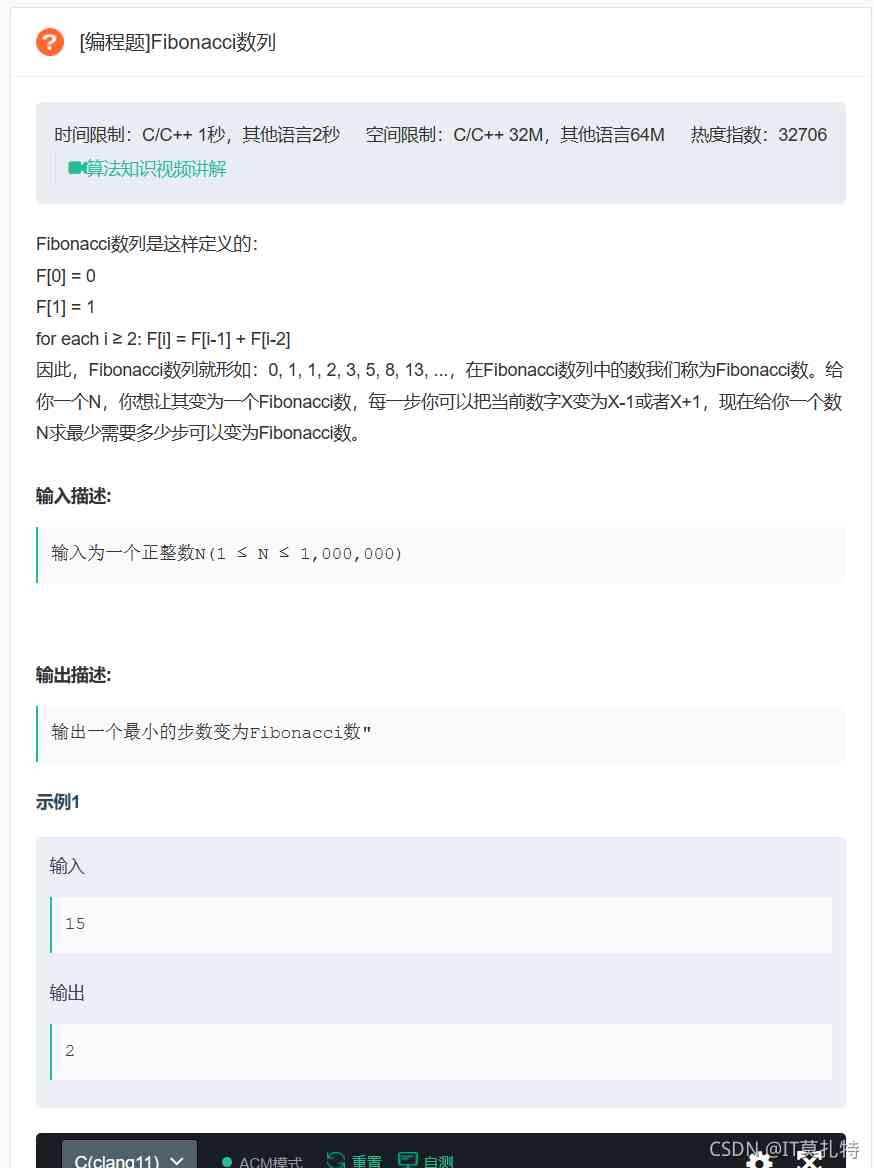 [编程题]Fibonacci数列
时间限制：C/C++ 1秒，其他语言2秒 空间限制：C/C++ 32M，其他语言64M 热度指数：32706
算法知识视频讲解
Fibonacci数列是这样定义的：
F[0] = 0
F[1] = 1
for each i ≥ 2: F[i] = F[i-1] + F[i-2]
因此，Fibonacci数列就形如：0, 1, 1, 2, 3, 5, 8, 13, ...，在Fibonacci数列中的数我们称为Fibonacci数。给
你一个N，你想让其变为一个Fibonacci数，每一步你可以把当前数字X变为X-1或者X+1，现在给你一个数
N求最少需要多少步可以变为Fibonacci数。
输入描述:
输入为一个正整数N(1 ≤ N ≤ 1,000,000)
输出描述:
输出一个最小的步数变为Fibonacci数"
示例1
输入
15
输出
2
C(clang11) ACM模式 重置 自测
CSDN @IT莫扎特